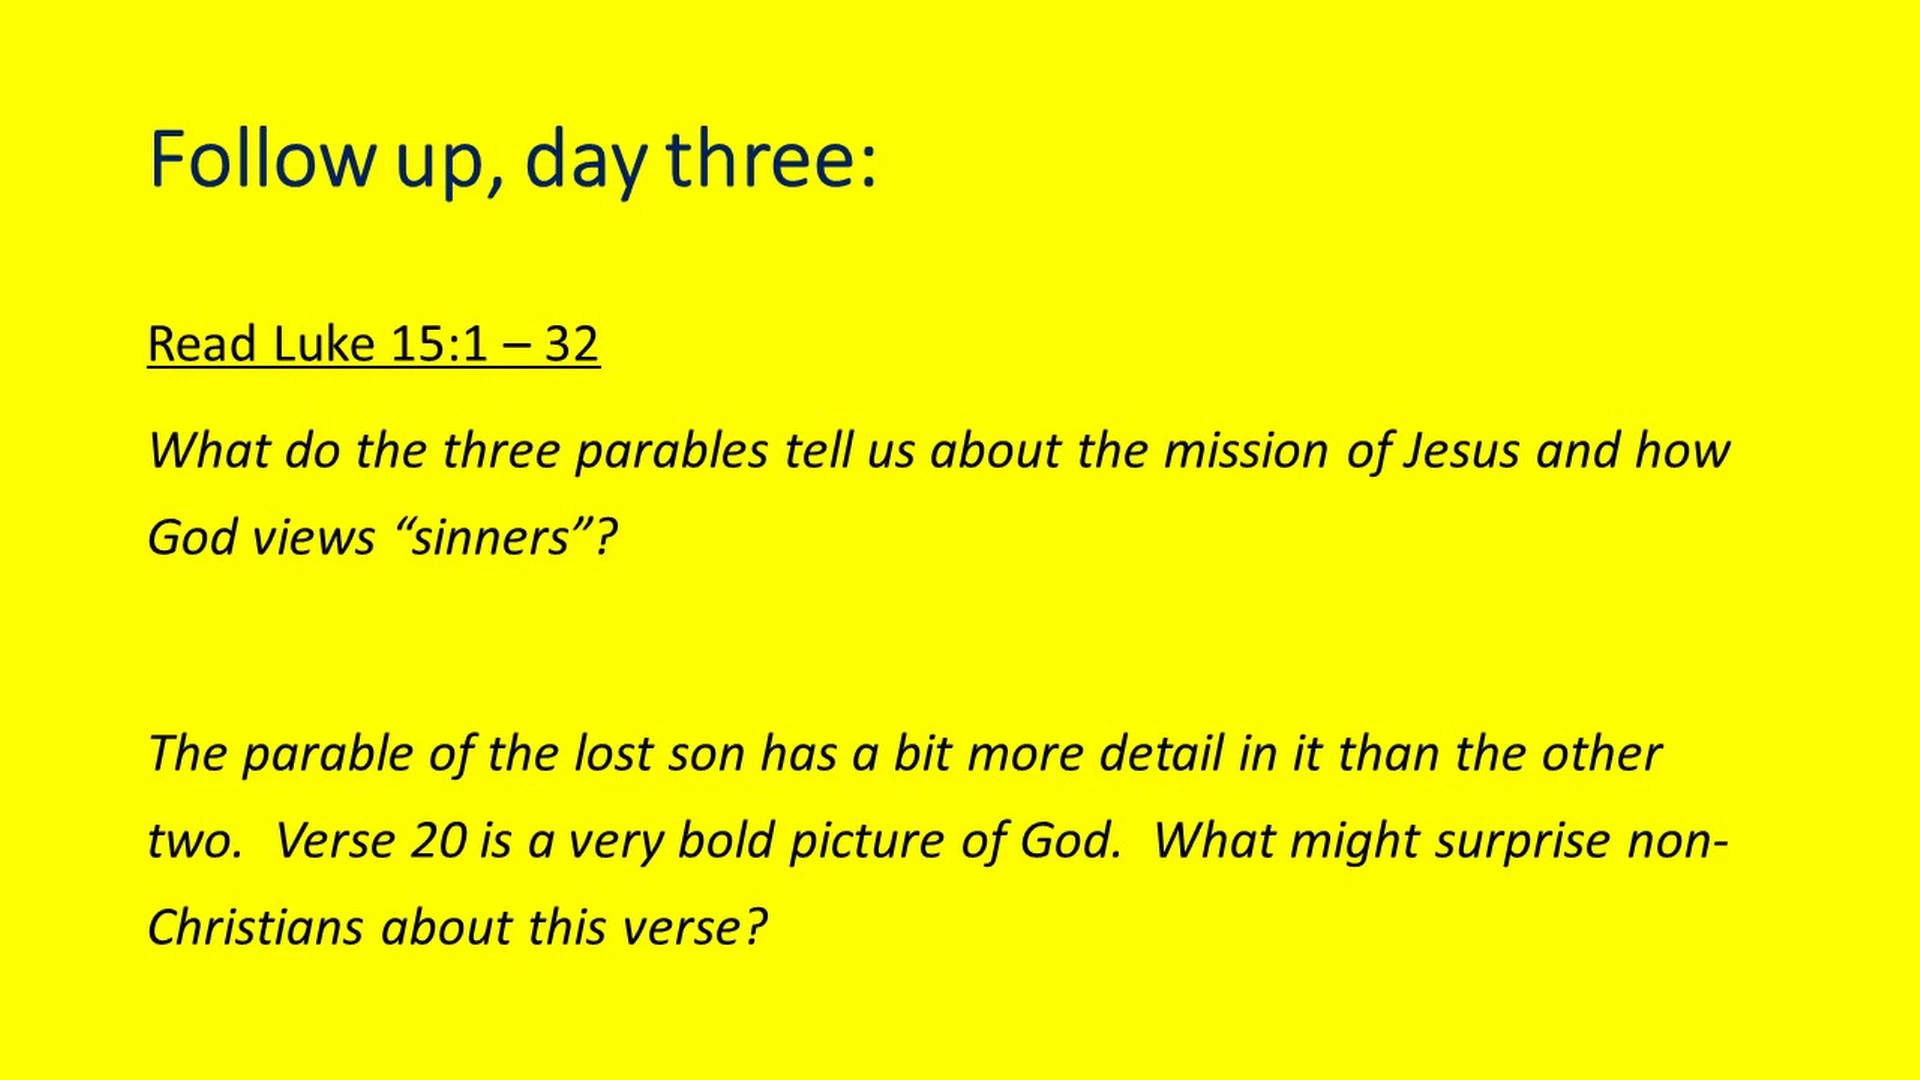 Follow up, day three:
Read Luke 15:1 – 32
What do the three parables tell us about the mission of Jesus and how
God views “sinners”?
The parable of the lost son has a bit more detail in it than the other
two.  Verse 20 is a very bold picture of God.  What might surprise non-
Christians about this verse?